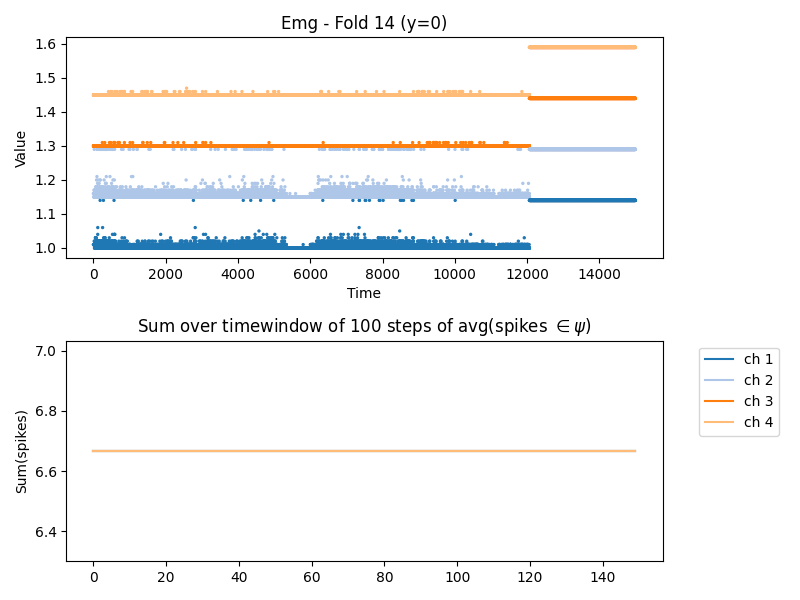 Emg - Fold 14 (y=0)
Value
1.6
1.5
1.4
1.3
1.2
1.1
1.0
0 2000 4000 6000 8000 10000 12000 14000
Time
Sum over timewindow of 100 steps of avg(spikes ∈ ψ)
Sum(spikes)
7.0
6.8
6.6
6.4
0 20 40 60 80 100 120 140
ch 1
ch 2
ch 3
ch 4